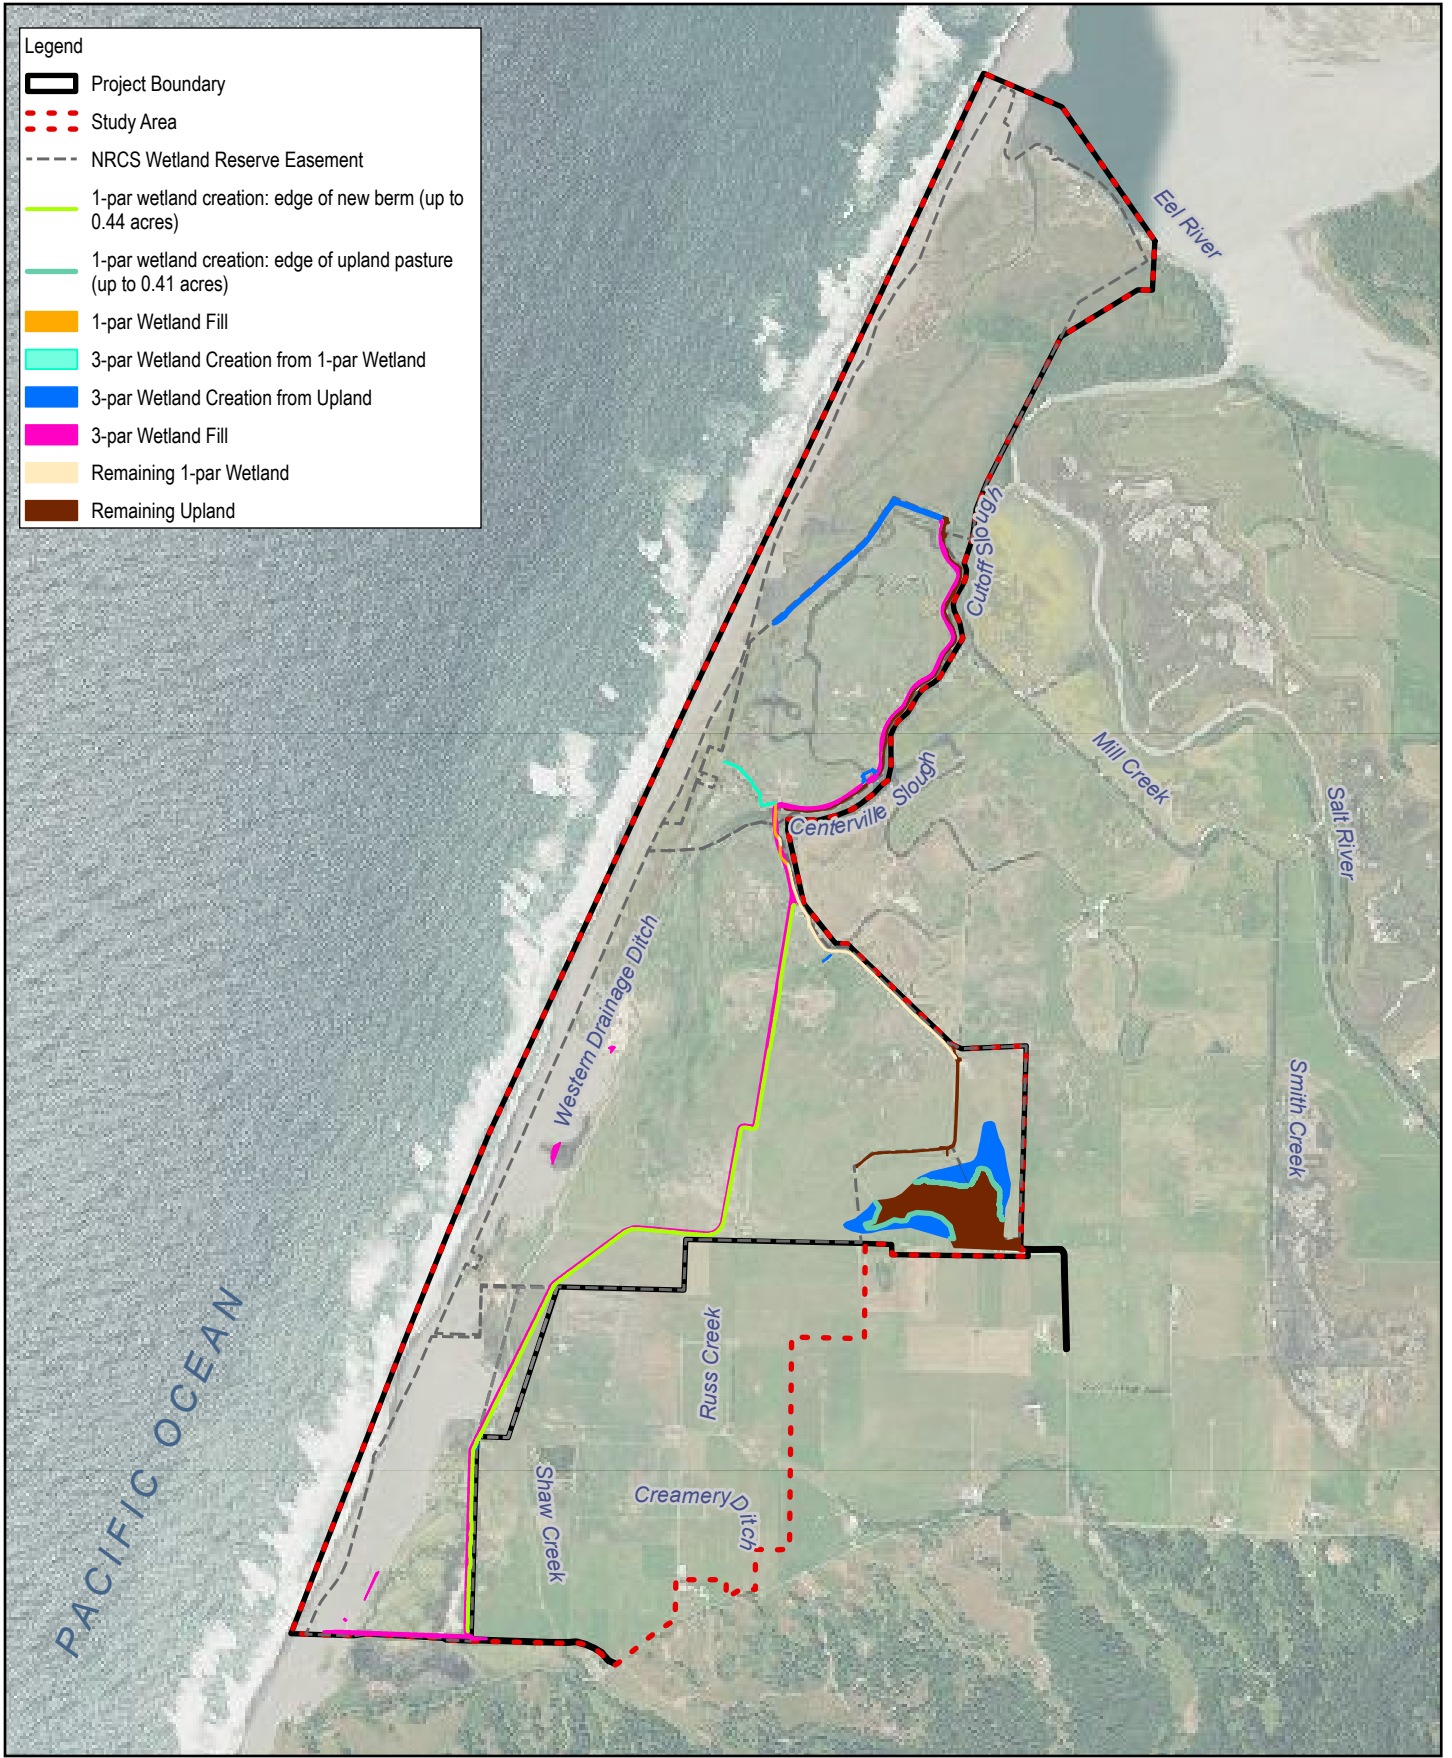 Legend
Project Boundary
Study Area
NRCS Wetland Reserve Easement
1-par wetland creation: edge of new berm (up to
0.44 acres)
1-par wetland creation: edge of upland pasture
(up to 0.41 acres)
1-par Wetland Fill
3-par Wetland Creation from 1-par Wetland
3-par Wetland Creation from Upland
3-par Wetland Fill
Remaining 1-par Wetland
Remaining Upland
Eel River
Cutoff Slough
Mill Creek
Salt River
Centerville Slough
Western Drainage Ditch
Smith Creek
PACIFIC OCEAN
Russ Creek
Shaw Creek
Creamery Ditch